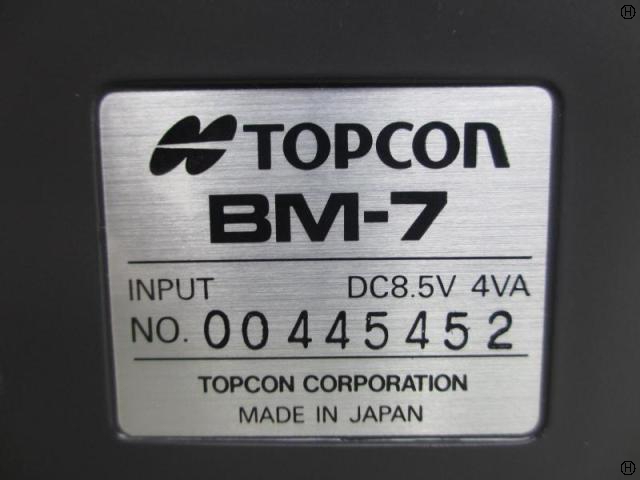 H
TOPCON
BM-7
INPUT DC8.5V 4VA
NO. 00445452
TOPCON CORPORATION
MADE IN JAPAN
H